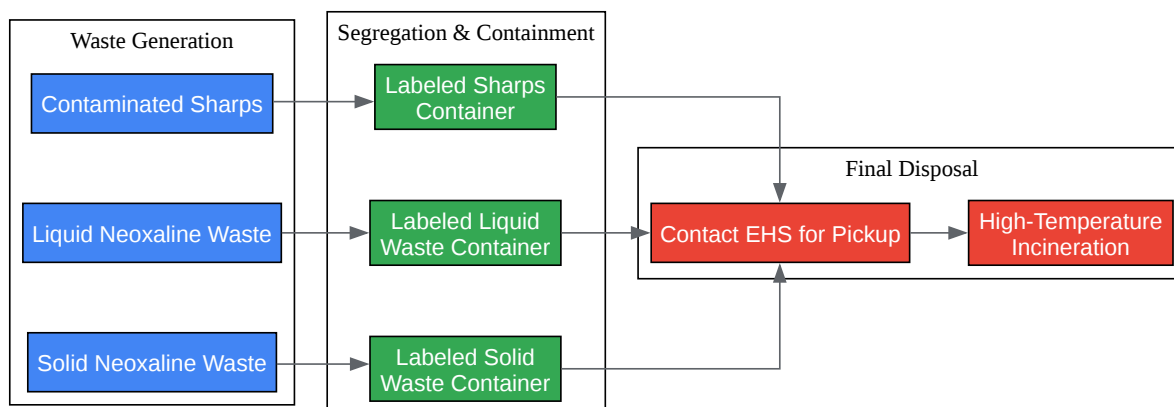 Waste Generation
Contaminated Sharps
Liquid Neoxaline Waste
Solid Neoxaline Waste
Segregation & Containment
Labeled Sharps
Container
Labeled Liquid
Waste Container
Labeled Solid
Waste Container
Final Disposal
Contact EHS for Pickup
High-Temperature
Incineration